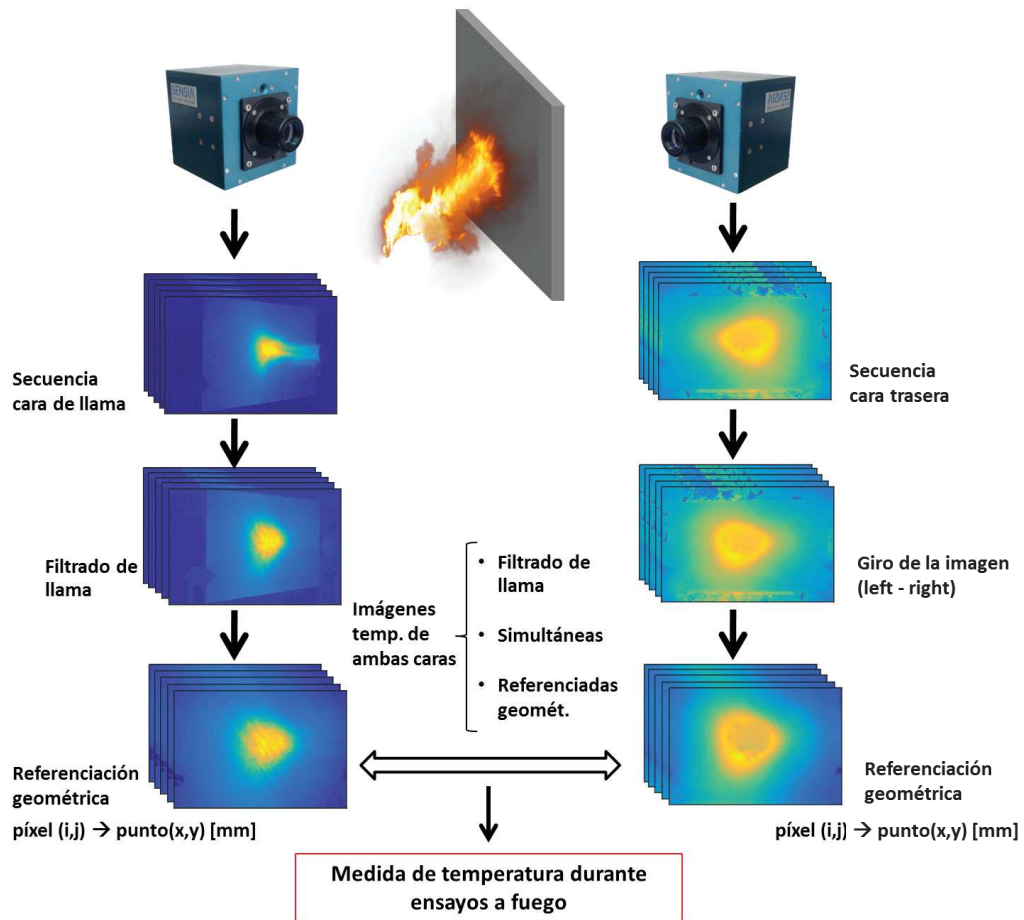 SENSIA
SENSIA
Secuencia
cara de llama
Secuencia
cara trasera
Filtrado de
llama
Giro de la imagen
(left - right)
Imágenes
temp. de
ambas caras
• Filtrado de
llama
• Simultáneas
• Referenciadas
geomét.
Referenciación
geométrica
píxel (i,j) → punto(x,y) [mm]
Referenciación
geométrica
píxel (i,j) → punto(x,y) [mm]
Medida de temperatura durante
ensayos a fuego